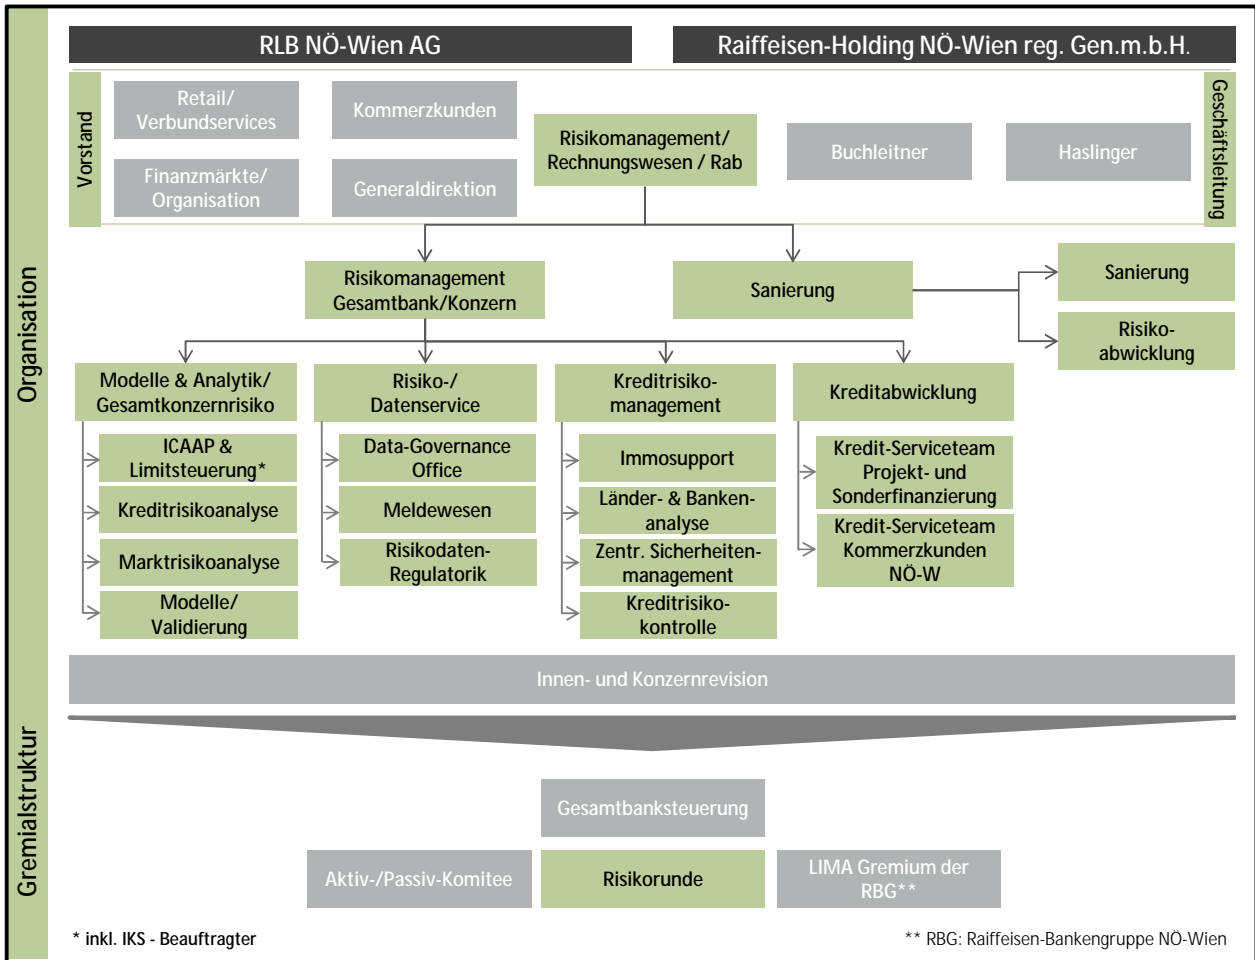 RLB NÖ-Wien AG
Raiffeisen-Holding NÖ-Wien reg. Gen.m.b.H.
Vorstand
Retail/
Verbundservices
Kommerzkunden
Finanzmärkte/
Organisation
Generaldirektion
Risikomanagement/
Rechnungswesen / Rab
Buchleitner
Haslinger
Geschäftsleitung
Organisation
Risikomanagement
Gesamtbank/Konzern
Sanierung
Sanierung
Risiko-
abwicklung
Modelle & Analytik/
Gesamtkonzernrisiko
ICAAP &
Limitsteuerung*
Kreditrisikoanalyse
Marktrisikoanalyse
Modelle/
Validierung
Risiko-/
Datenservice
Data-Governance
Office
Meldewesen
Risikodaten-
Regulatorik
Kreditrisiko-
management
Immosupport
Länder- & Banken-
analyse
Zentr. Sicherheiten-
management
Kreditrisiko-
kontrolle
Kreditabwicklung
Kredit-Serviceteam
Projekt- und
Sonderfinanzierung
Kredit-Serviceteam
Kommerzkunden
NÖ-W
Innen- und Konzernrevision
Gremialstruktur
Gesamtbanksteuerung
Aktiv-/Passiv-Komitee
Risikorunde
LIMA Gremium der
RBG**
* inkl. IKS - Beauftragter
** RBG: Raiffeisen-Bankengruppe NÖ-Wien